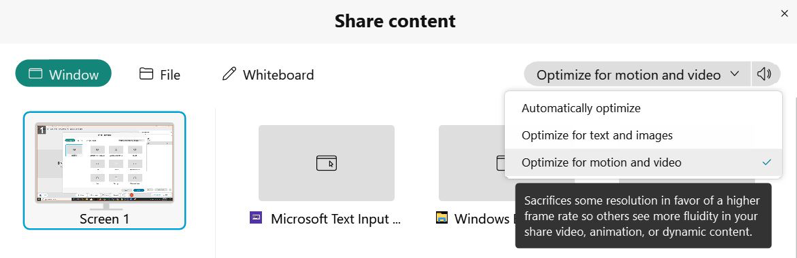 Share content
Window
File
Whiteboard
Optimize for motion and video
Automatically optimize
Optimize for text and images
Optimize for motion and video
Sacrifices some resolution in favor of a higher
frame rate so others see more fluidity in your
share video, animation, or dynamic content.
1
Screen 1
Microsoft Text Input ...
Windows